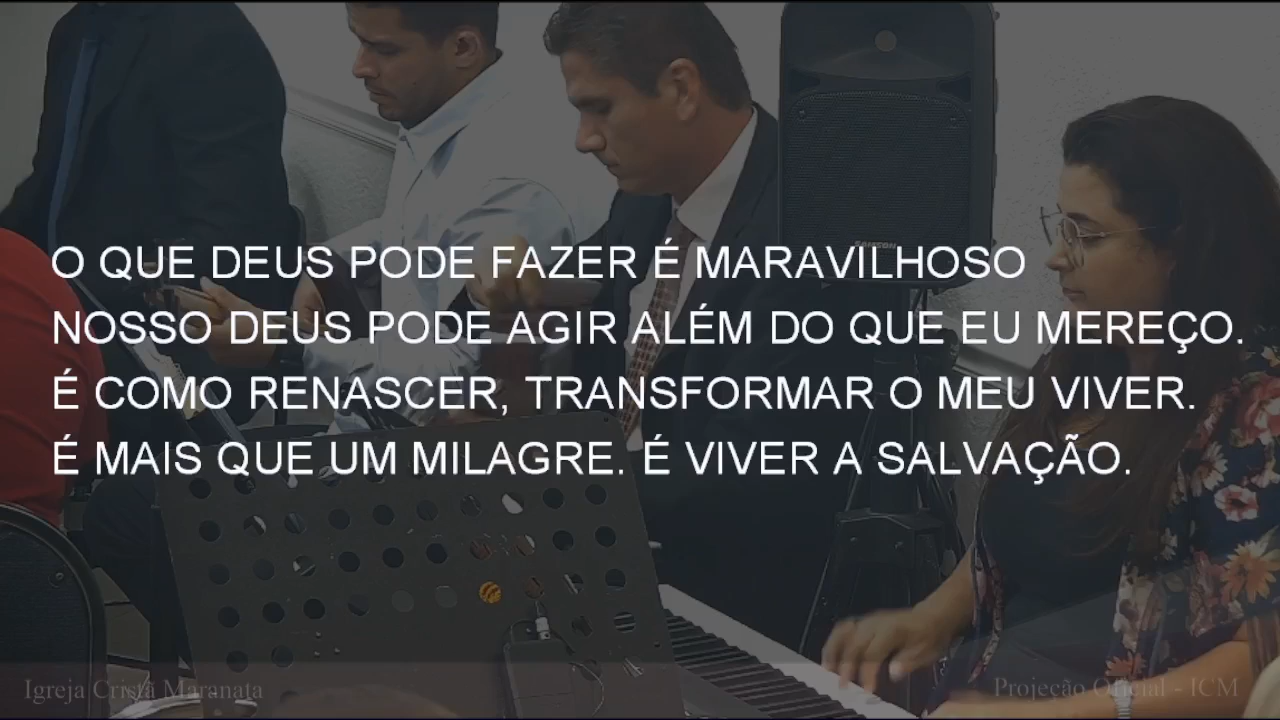 O QUE DEUS PODE FAZER É MARAVILHOSO
NOSSO DEUS PODE AGIR ALÉM DO QUE EU MEREÇO.
É COMO RENASCER, TRANSFORMAR O MEU VIVER.
É MAIS QUE UM MILAGRE. É VIVER A SALVAÇÃO.
Igreja Cristã Maranata
Projeção Oficial - ICM
SAMSON